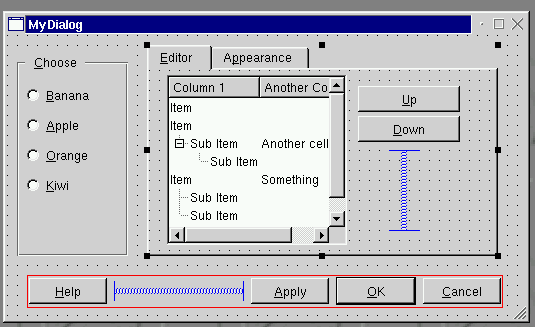 MyDialog
Choose
Banana
Apple
Orange
Kiwi
Editor
Appearance
Column 1
Another Co
Item
Item
Sub Item
Another cell
Sub Item
Item
Something
Sub Item
Sub Item
Up
Down
Help
Apply
OK
Cancel